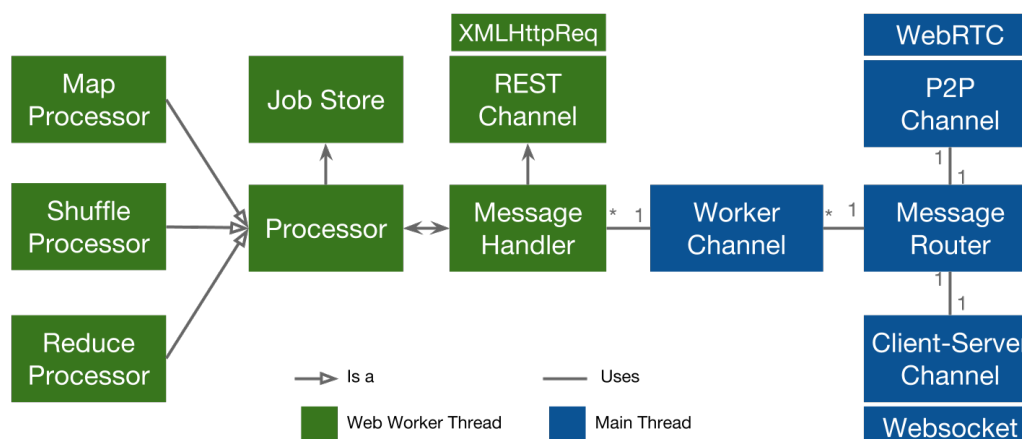 XMLHttpReq
WebRTC
Map
Processor
Job Store
REST
Channel
P2P
Channel
1
1
Shuffle
Processor
Processor
Message
Handler
* 1
Worker
Channel
* 1
Message
Router
1
1
Reduce
Processor
Client-Server
Channel
Is a
Uses
Web Worker Thread
Main Thread
Websocket